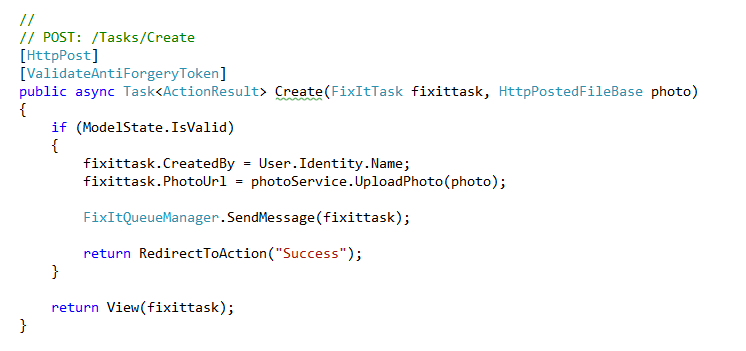 //
// POST: /Tasks/Create
[HttpPost]
[ValidateAntiForgeryToken]
public async Task<ActionResult> Create(FixItTask fixittask, HttpPostedFileBase photo)
{
    if (ModelState.IsValid)
    {
        fixittask.CreatedBy = User.Identity.Name;
        fixittask.PhotoUrl = photoService.UploadPhoto(photo);

        FixItQueueManager.SendMessage(fixittask);

        return RedirectToAction("Success");
    }

    return View(fixittask);
}